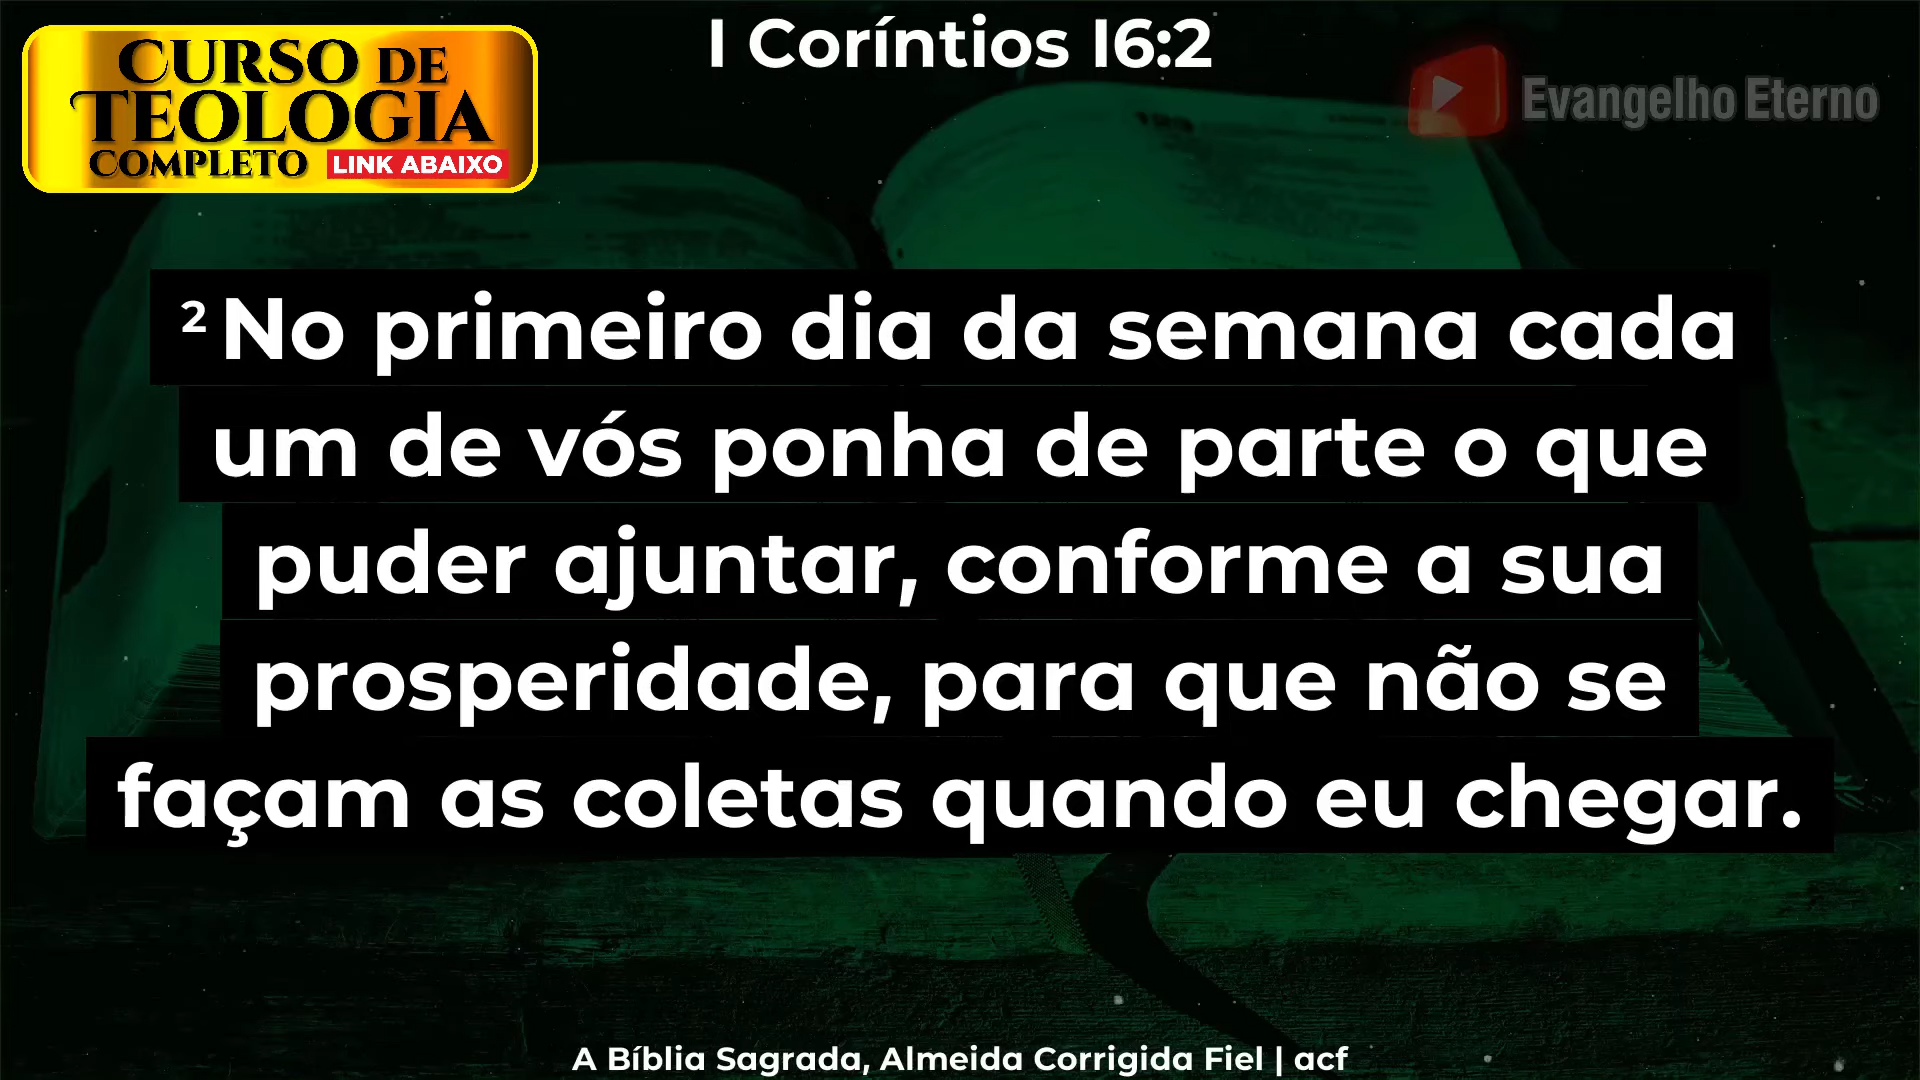 CURSO DE
TEOLOGIA
COMPLETO LINK ABAIXO
I Coríntios I6:2
Evangelho Eterno
2 No primeiro dia da semana cada
um de vós ponha de parte o que
puder ajuntar, conforme a sua
prosperidade, para que não se
façam as coletas quando eu chegar.
A Bíblia Sagrada, Almeida Corrigida Fiel | acf